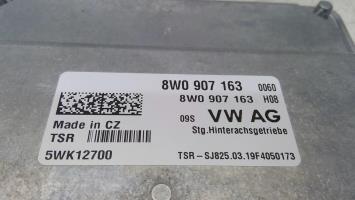 8W0 907 163 0060
8W0 907 163 H08
09S VW AG
Stg.Hinterachsgetriebe
Made in CZ
TSR
5WK12700
TSR-SJ825.03.19F4050173